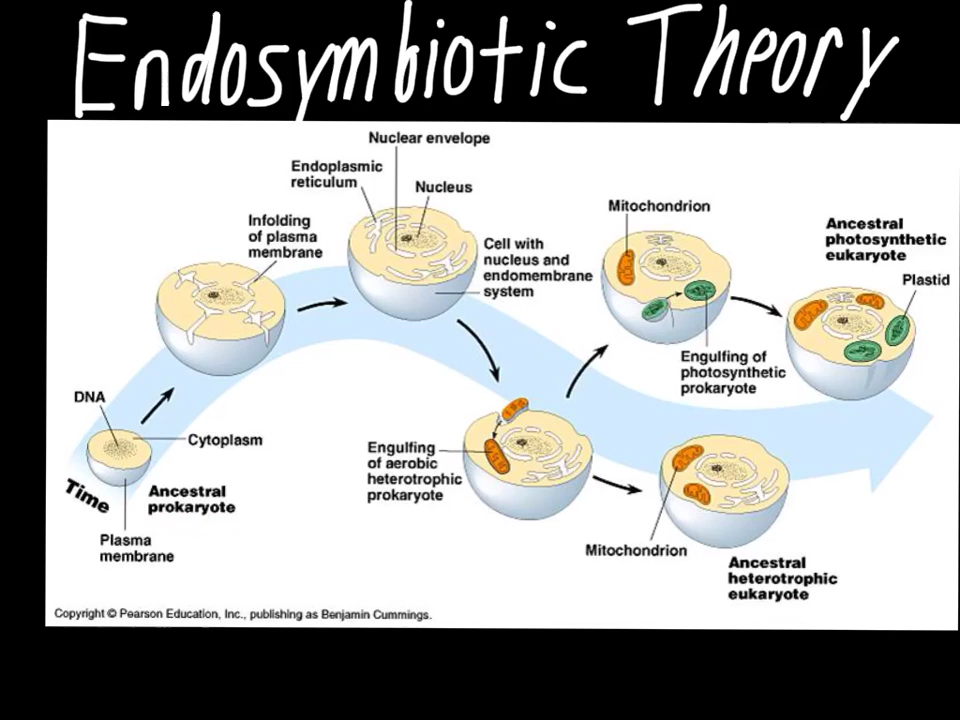 Endosymbiotic Theory
Nuclear envelope
Endoplasmic
reticulum
Nucleus
Infolding
of plasma
membrane
Cell with
nucleus and
endomembrane
system
Mitochondrion
Ancestral
photosynthetic
eukaryote
Plastid
Engulfing of
photosynthetic
prokaryote
DNA
Cytoplasm
Time
Ancestral
prokaryote
Plasma
membrane
Engulfing
of aerobic
heterotrophic
prokaryote
Mitochondrion
Ancestral
heterotrophic
eukaryote
Copyright © Pearson Education, Inc., publishing as Benjamin Cummings.